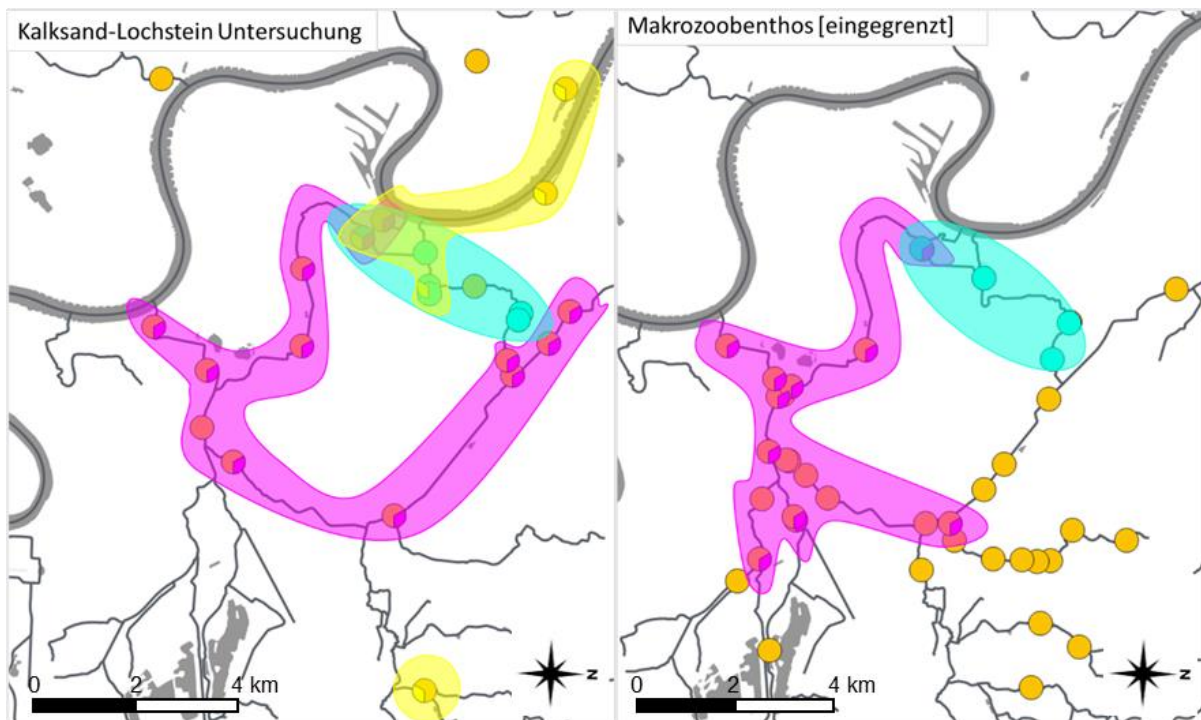 Kalksand-Lochstein Untersuchung
Makrozoobenthos [eingegrenzt]
N
0 2 4 km
N
0 2 4 km